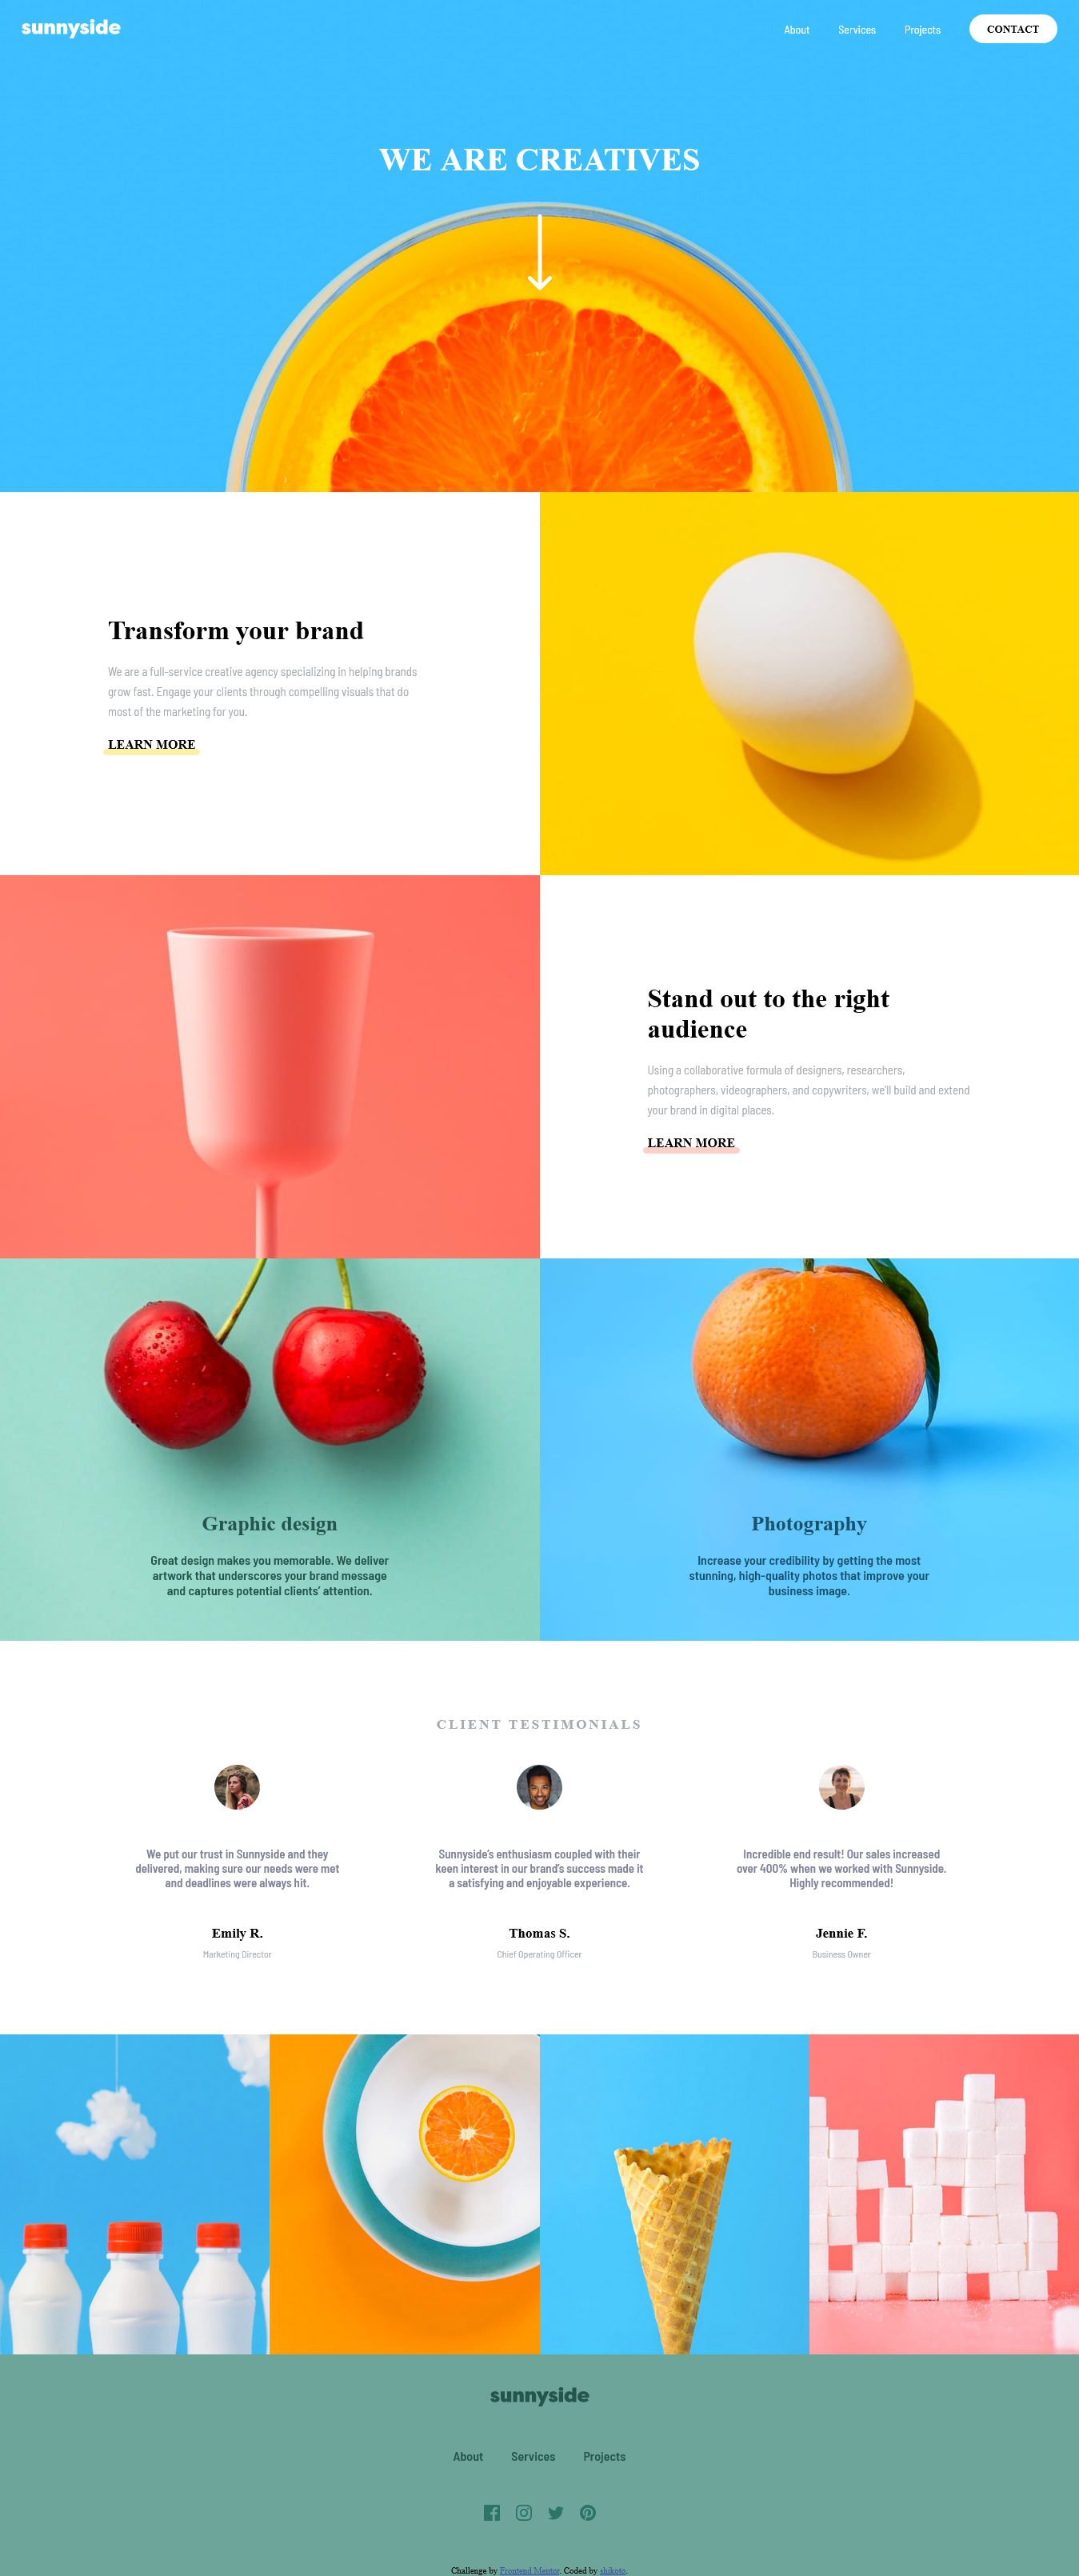 sunnyside
About Services Projects CONTACT
WE ARE CREATIVES
Transform your brand
We are a full-service creative agency specializing in helping brands
grow fast. Engage your clients through compelling visuals that do
most of the marketing for you.
LEARN MORE
Stand out to the right
audience
Using a collaborative formula of designers, researchers,
photographers, videographers, and copywriters, we'll build and extend
your brand in digital places.
LEARN MORE
Graphic design
Great design makes you memorable. We deliver
artwork that underscores your brand message
and captures potential clients' attention.
Photography
Increase your credibility by getting the most
stunning, high-quality photos that improve your
business image.
CLIENT TESTIMONIALS
We put our trust in Sunnyside and they
delivered, making sure our needs were met
and deadlines were always hit.
Emily R.
Marketing Director
Sunnyside's enthusiasm coupled with their
keen interest in our brand's success made it
a satisfying and enjoyable experience.
Thomas S.
Chief Operating Officer
Incredible end result! Our sales increased
over 400% when we worked with Sunnyside.
Highly recommended!
Jennie F.
Business Owner
sunnyside
About Services Projects
Challenge by Frontend Mentor. Coded by shikoto.